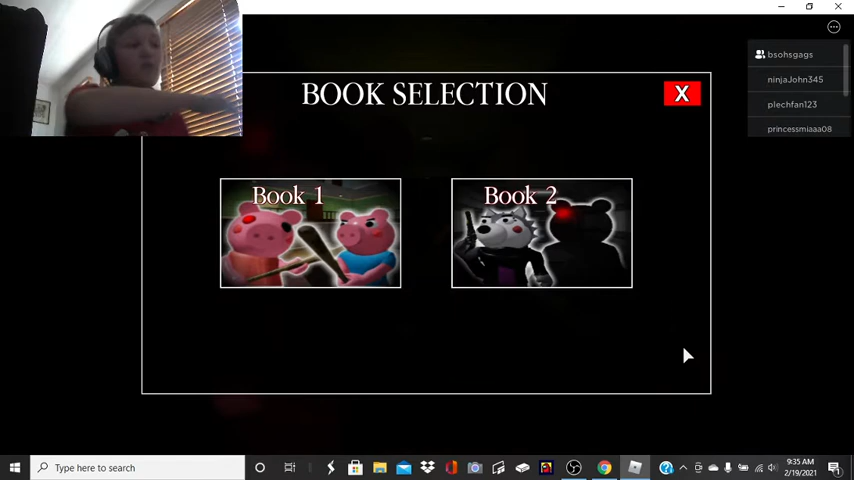 bsohsgags
ninjaJohn345
plechfan123
princessmiaaa08
BOOK SELECTION
X
Book 1
Book 2
Type here to search
9:35 AM
2/19/2021